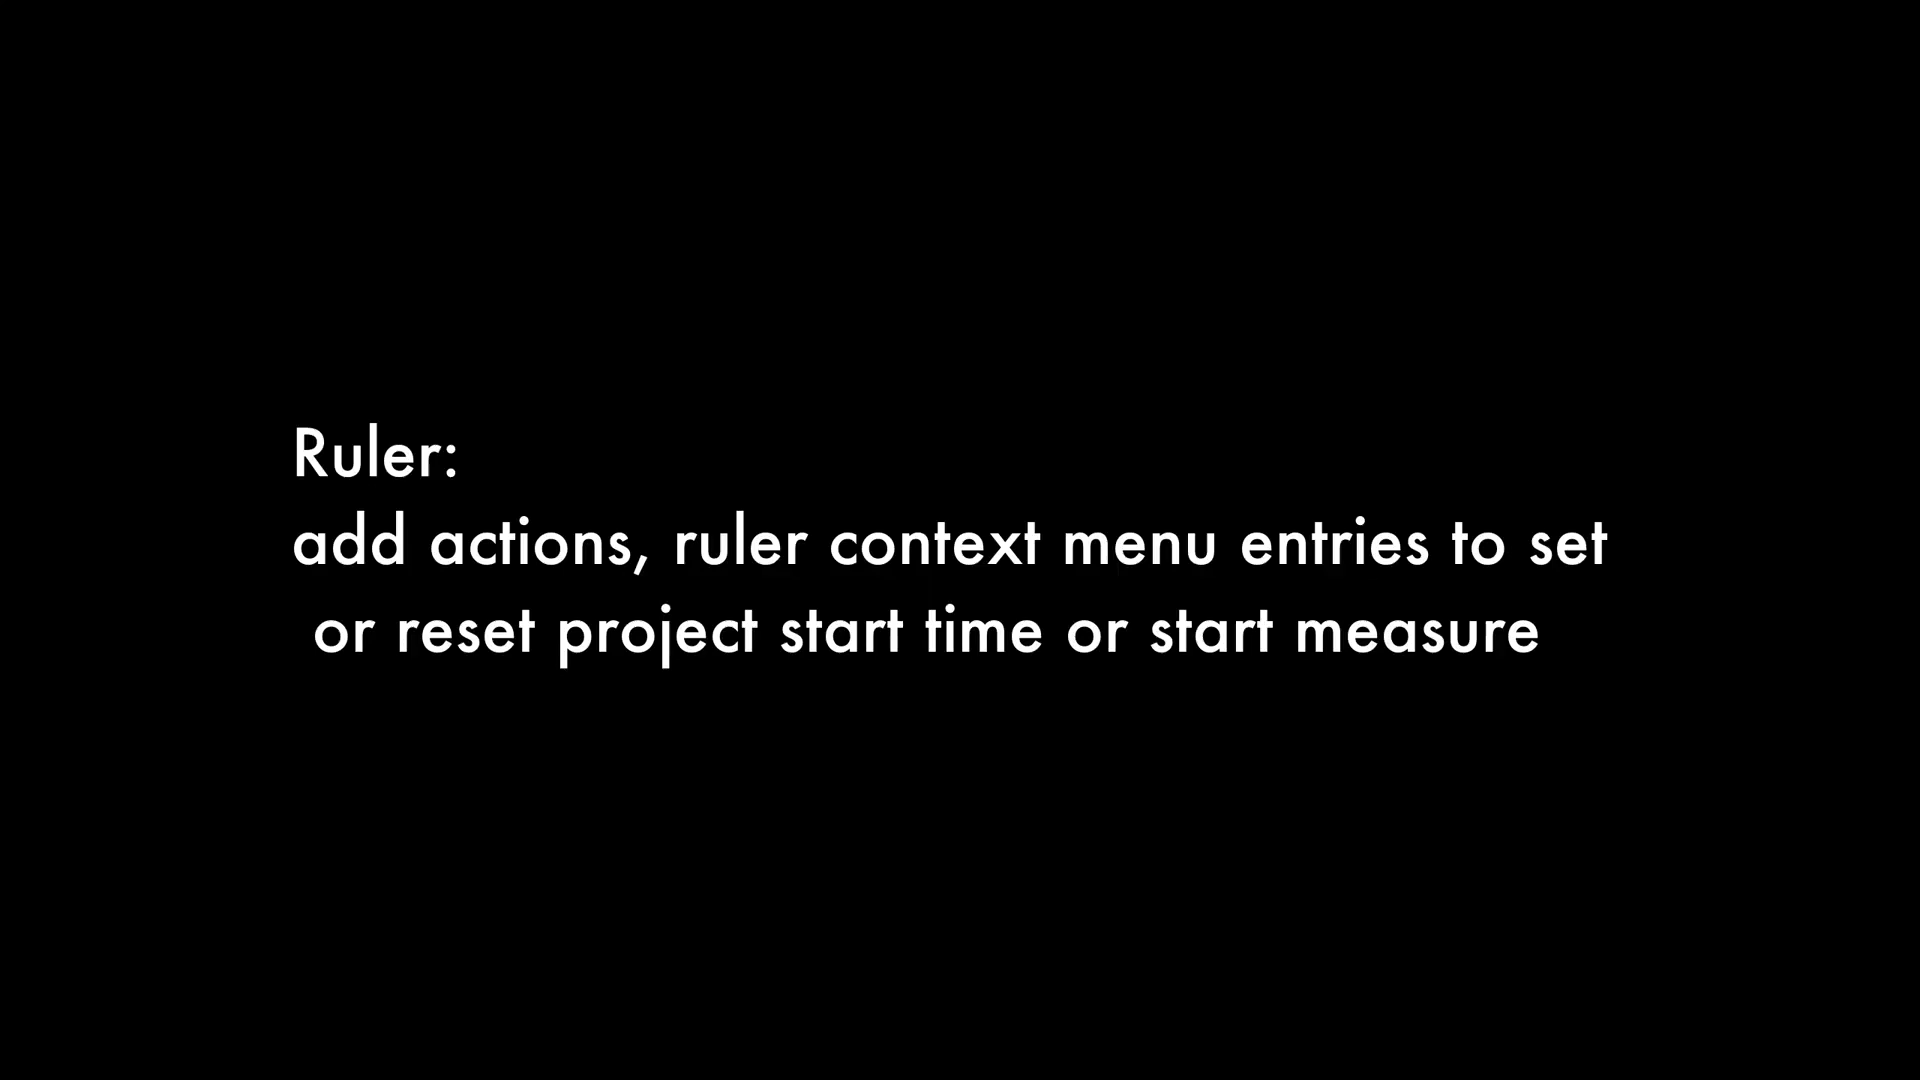 Ruler:
add actions, ruler context menu entries to set
or reset project start time or start measure